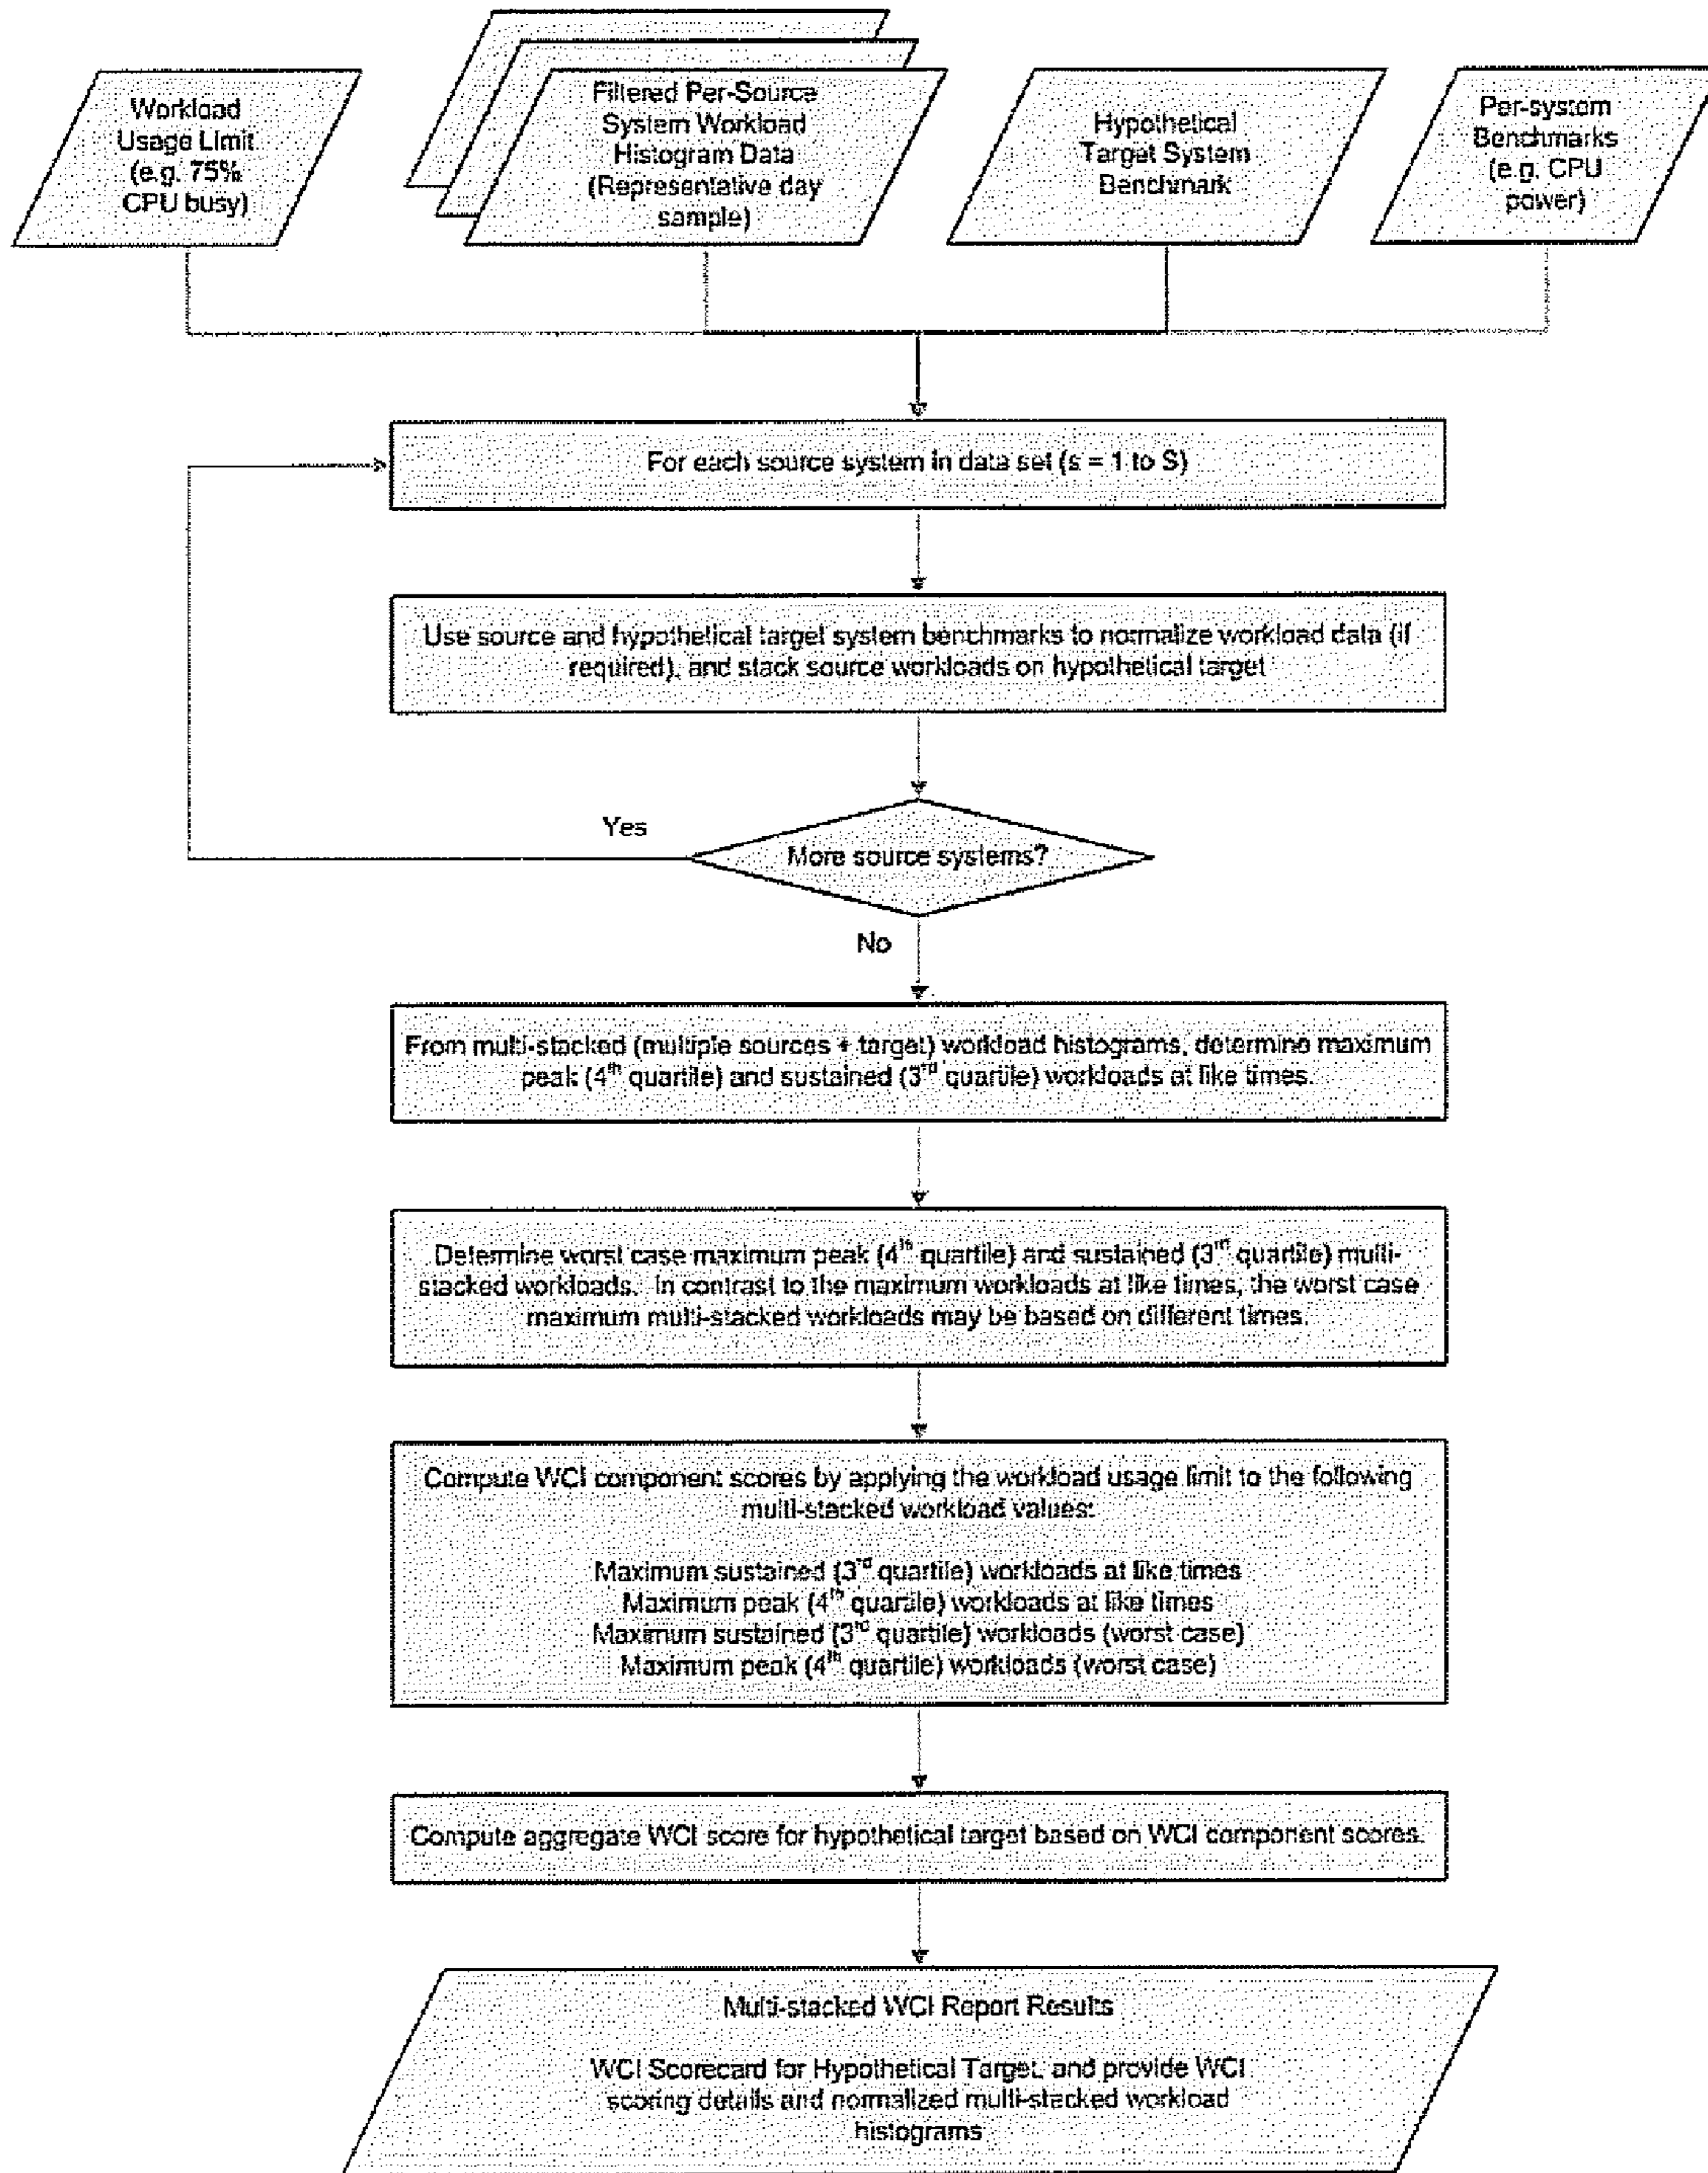 Workload
Usage Limit
(e.g. 75%
CPU busy)
Filtered Per-Source
System Workload
Histogram Data
(Representative day
sample)
Hypothetical
Target System
Benchmark
Per-system
Benchmarks
(e.g. CPU
power)
For each source system in data set (s = 1 to S)
Use source and hypothetical target system benchmarks to normalize workload data (if
required), and stack source workloads on hypothetical target
More source systems?
Yes
No
From multi-stacked (multiple sources + target) workload histograms, determine maximum
peak (4th quartile) and sustained (3rd quartile) workloads at like times.
Determine worst case maximum peak (4th quartile) and sustained (3rd quartile) multi-
stacked workloads. In contrast to the maximum workloads at like times, the worst case
maximum multi-stacked workloads may be based on different times.
Compute WCI component scores by applying the workload usage limit to the following
multi-stacked workload values:
Maximum sustained (3rd quartile) workloads at like times
Maximum peak (4th quartile) workloads at like times
Maximum sustained (3rd quartile) workloads (worst case)
Maximum peak (4th quartile) workloads (worst case)
Compute aggregate WCI score for hypothetical target based on WCI component scores.
Multi-stacked WCI Report Results
WCI Scorecard for Hypothetical Target, and provide WCI
scoring details and normalized multi-stacked workload
histograms